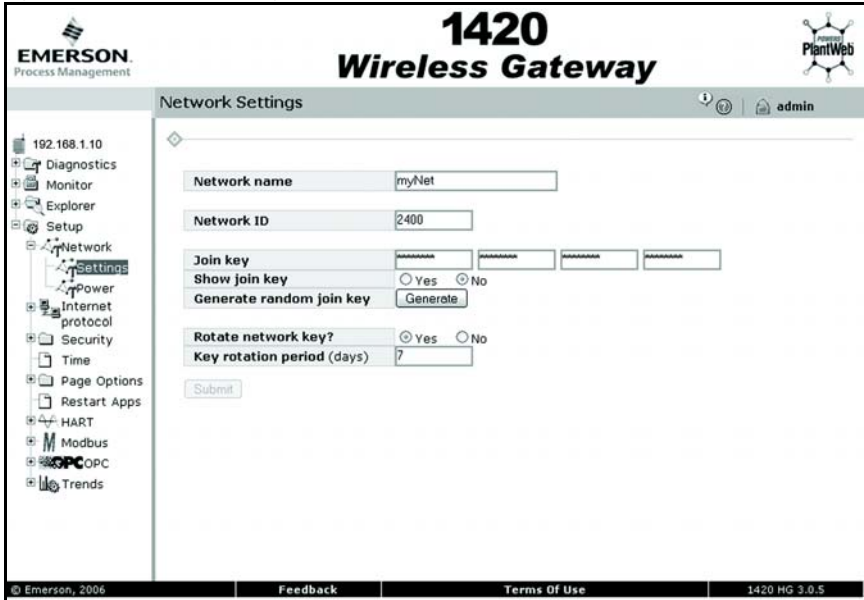 EMERSON.
Process Management
1420
Wireless Gateway
POWERS
PlantWeb
Network Settings
admin
192.168.1.10
Diagnostics
Monitor
Explorer
Setup
Network
Settings
Power
Internet
protocol
Security
Time
Page Options
Restart Apps
HART
Modbus
OPC OPC
Trends
Network name myNet
Network ID 2400
Join key ******** ******** ******** ********
Show join key Yes No
Generate random join key Generate
Rotate network key? Yes No
Key rotation period (days) 7
Submit
© Emerson, 2006 Feedback Terms Of Use 1420 HG 3.0.5